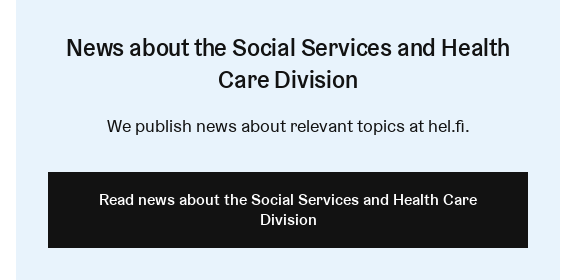 News about the Social Services and Health
Care Division
We publish news about relevant topics at hel.fi.
Read news about the Social Services and Health Care
Division